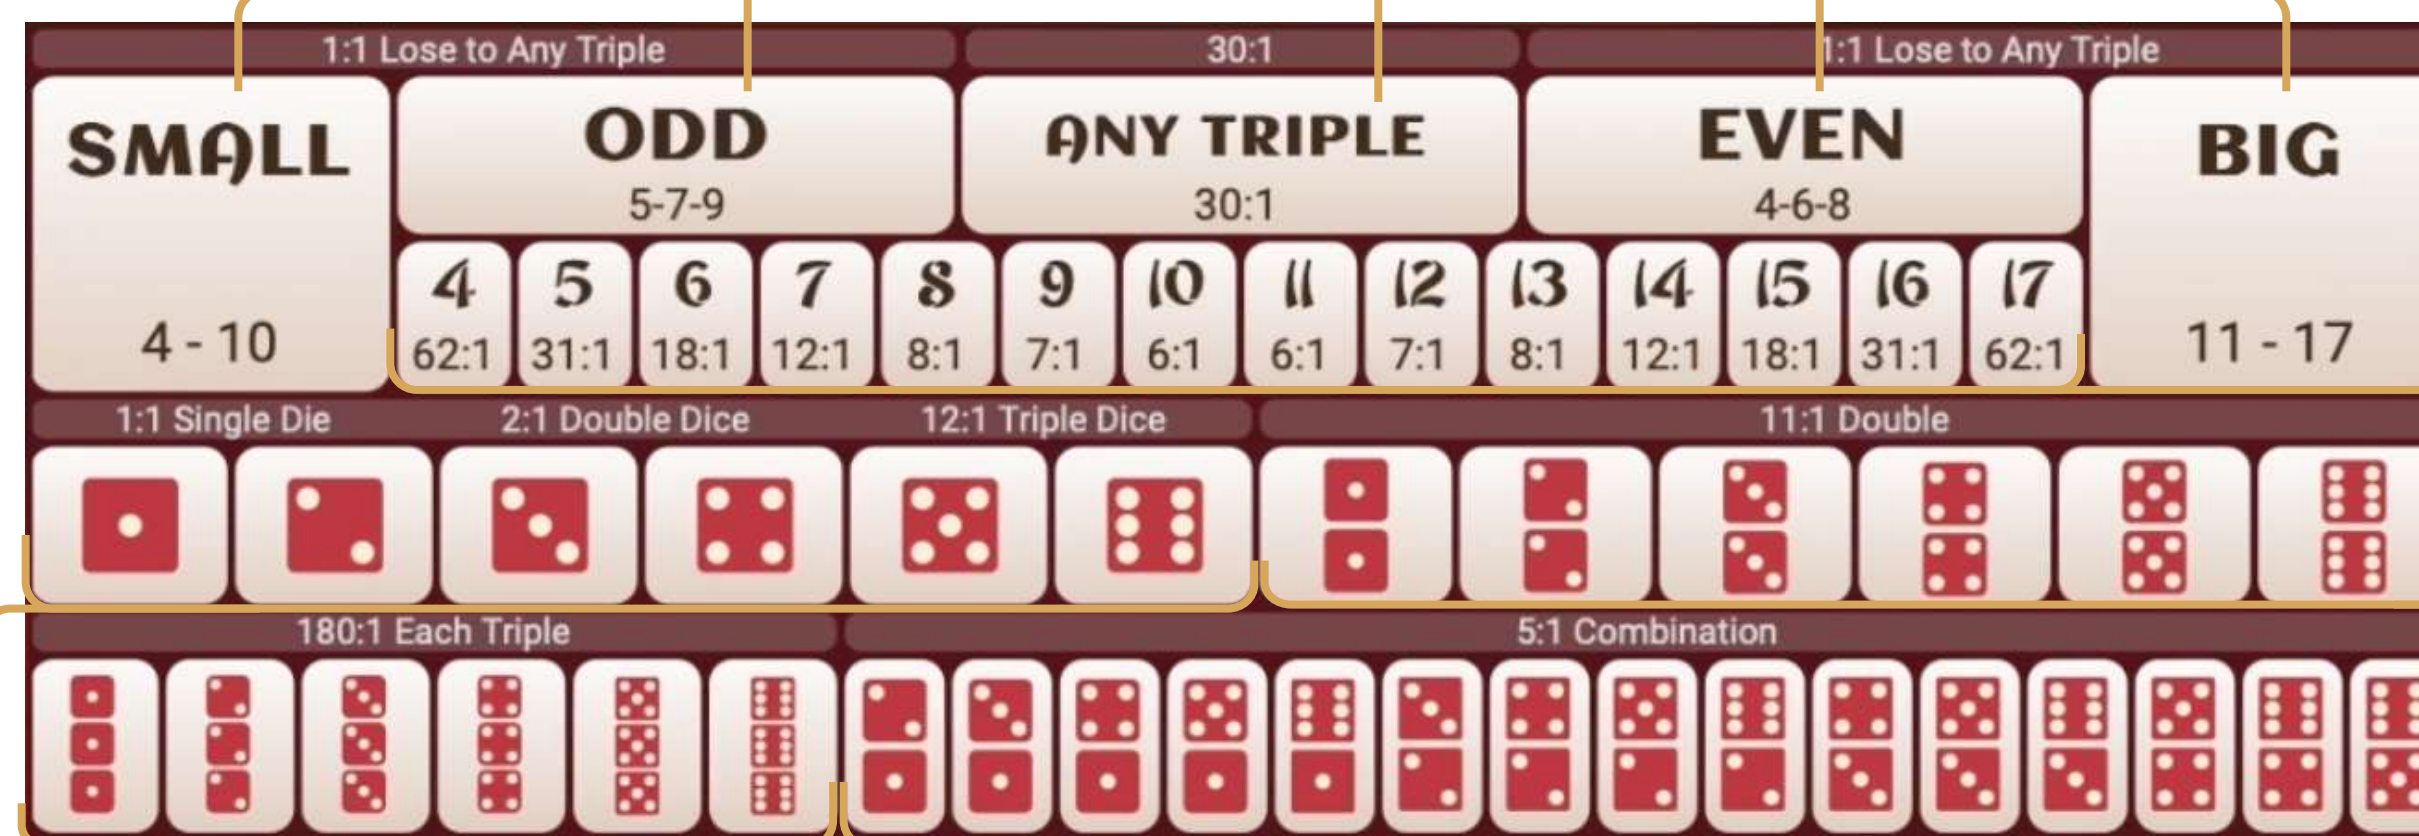 1:1 Lose to Any Triple
30:1
1:1 Lose to Any Triple
SMALL
4 - 10
ODD
5-7-9
ANY TRIPLE
30:1
EVEN
4-6-8
BIG
11 - 17
4 5 6 7 8 9 10 11 12 13 14 15 16 17
62:1 31:1 18:1 12:1 8:1 7:1 6:1 6:1 7:1 8:1 12:1 18:1 31:1 62:1
1:1 Single Die
2:1 Double Dice
12:1 Triple Dice
11:1 Double
180:1 Each Triple
5:1 Combination